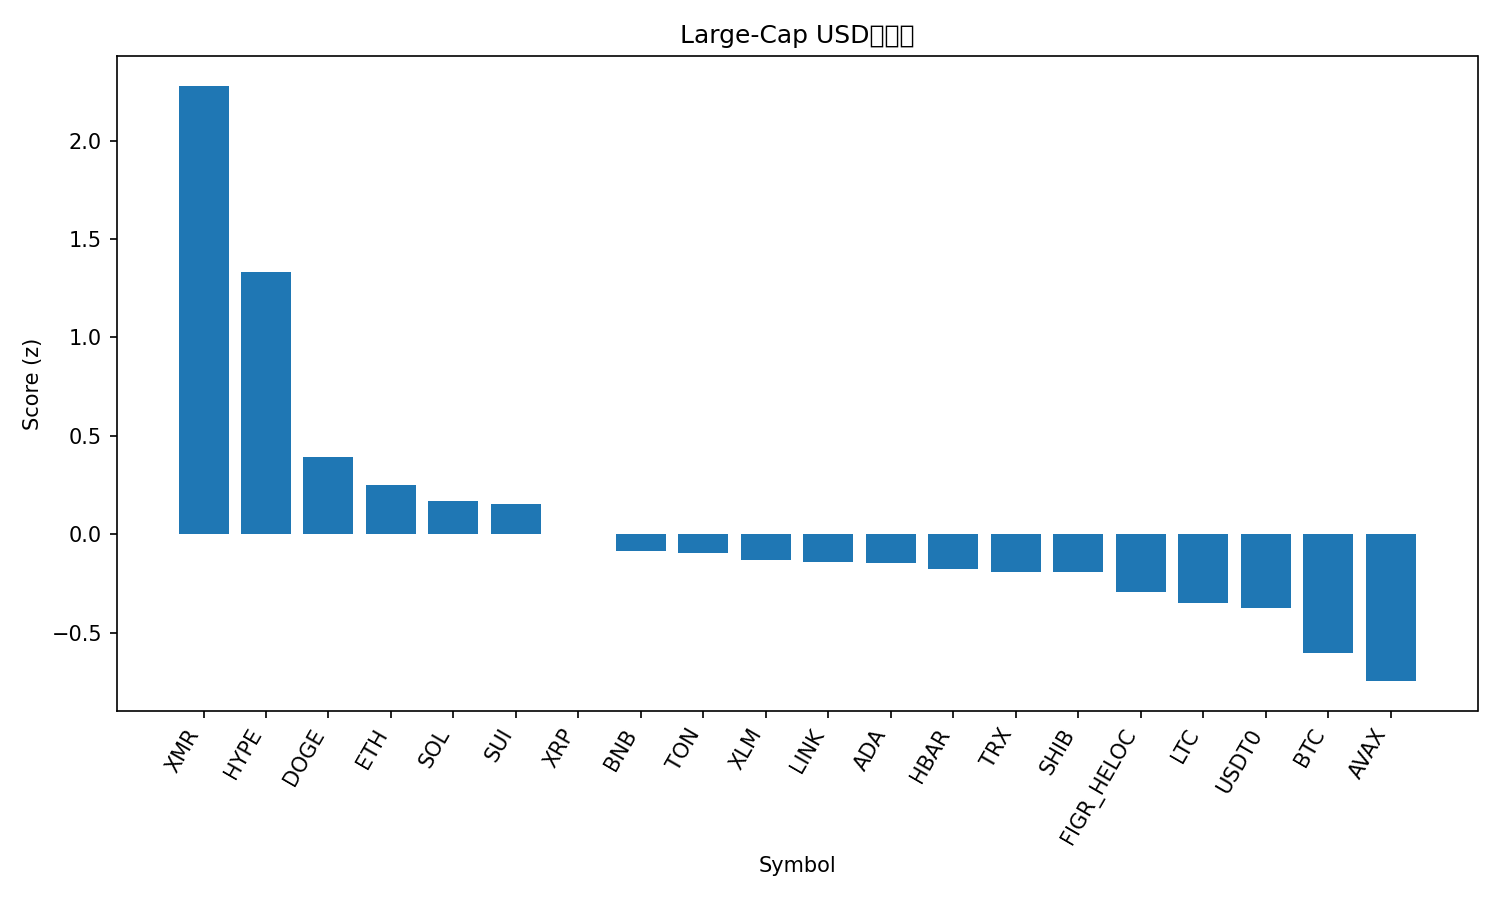 Large-Cap USD
Score (z)
2.0
1.5
1.0
0.5
0.0
−0.5
XMR
HYPE
DOGE
ETH
SOL
SUI
XRP
BNB
TON
XLM
LINK
ADA
HBAR
TRX
SHIB
FIGR_HELOC
LTC
USDT0
BTC
AVAX
Symbol